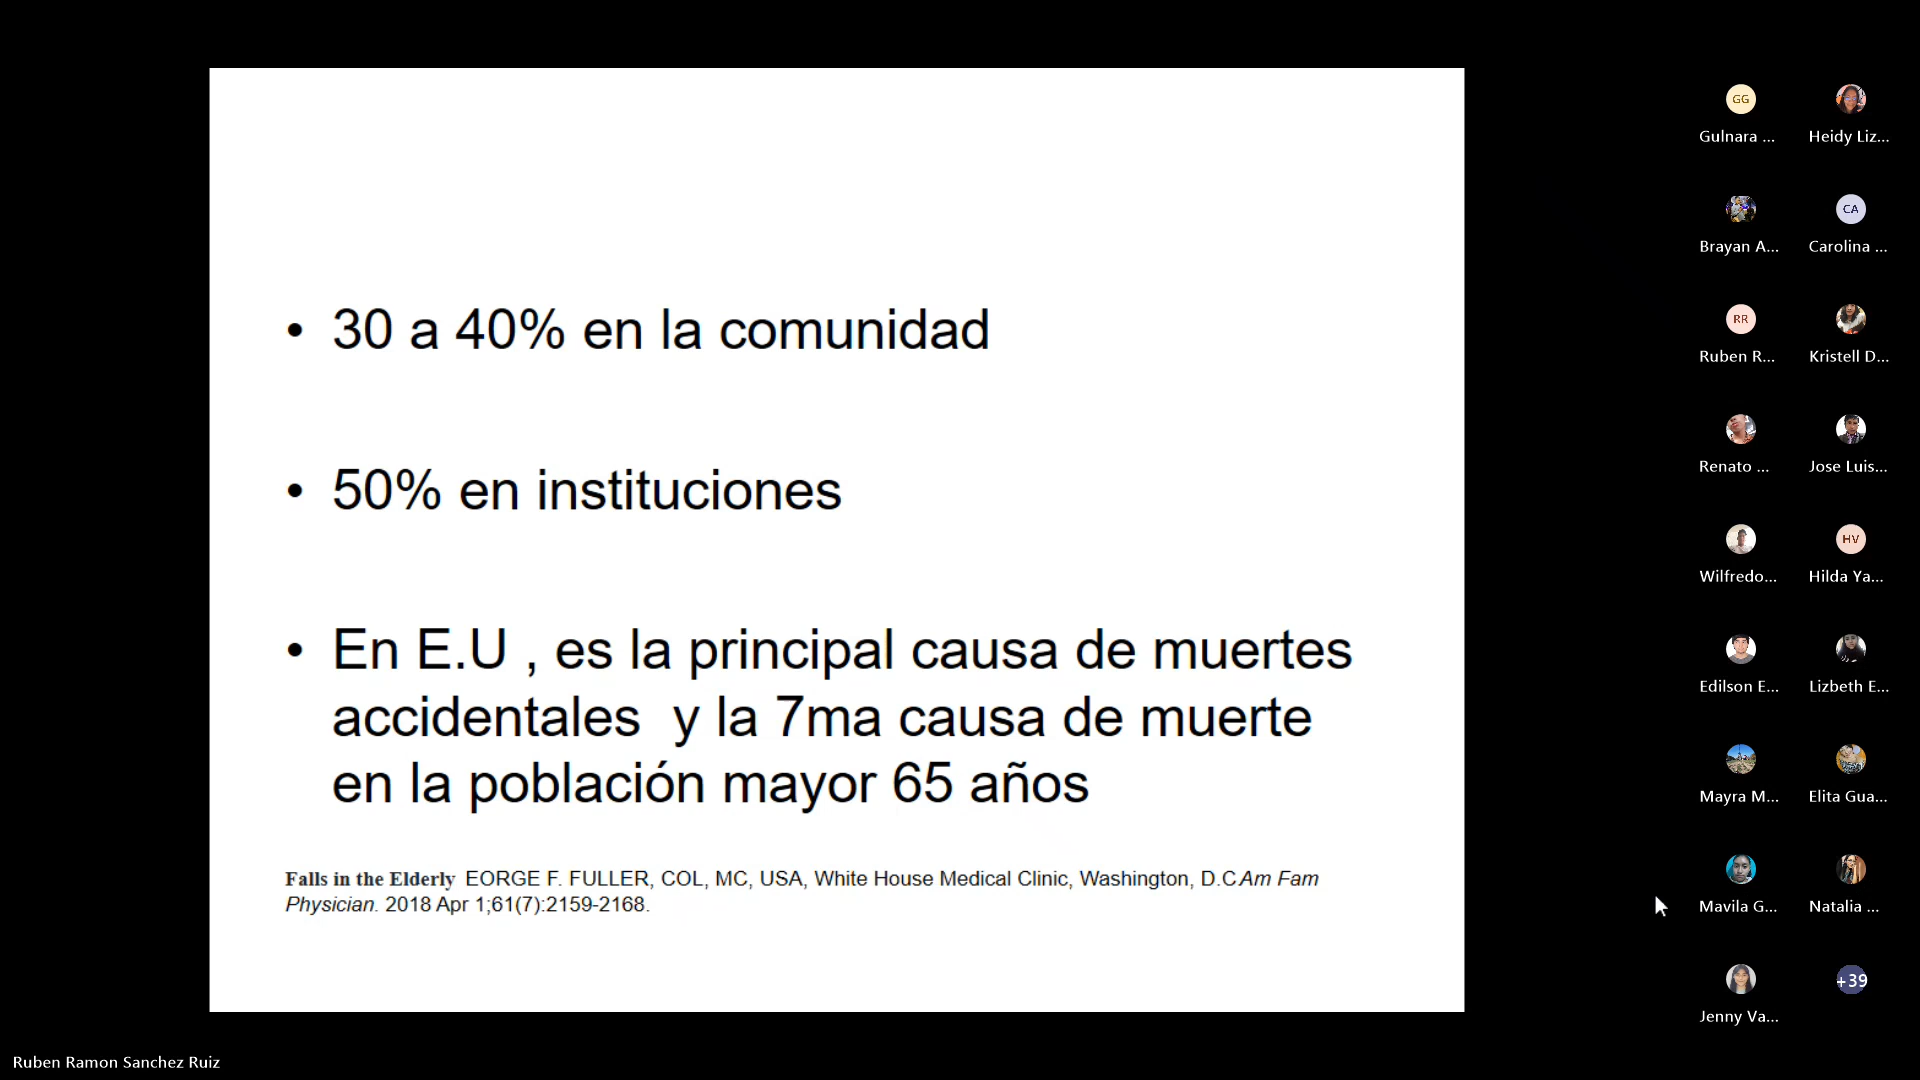 • 30 a 40% en la comunidad
• 50% en instituciones
• En E.U , es la principal causa de muertes
accidentales  y la 7ma causa de muerte
en la población mayor 65 años
Falls in the Elderly  EORGE F. FULLER, COL, MC, USA, White House Medical Clinic, Washington, D.C Am Fam
Physician. 2018 Apr 1;61(7):2159-2168.
GG
Gulnara ...
Heidy Liz...
Brayan A...
CA
Carolina ...
RR
Ruben R...
Kristell D...
Renato ...
Jose Luis...
Wilfredo...
HV
Hilda Ya...
Edilson E...
Lizbeth E...
Mayra M...
Elita Gua...
Mavila G...
Natalia ...
Jenny Va...
+39
Ruben Ramon Sanchez Ruiz